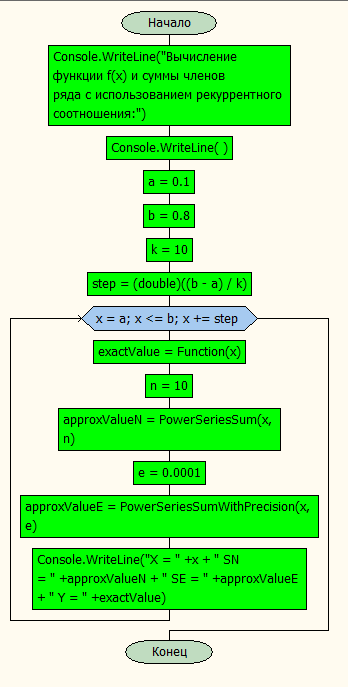 Начало
Console.WriteLine("Вычисление
функции f(x) и суммы членов
ряда с использованием рекуррентного
соотношения:")
Console.WriteLine( )
a = 0.1
b = 0.8
k = 10
step = (double)((b - a) / k)
x = a; x <= b; x += step
exactValue = Function(x)
n = 10
approxValueN = PowerSeriesSum(x,
n)
e = 0.0001
approxValueE = PowerSeriesSumWithPrecision(x,
e)
Console.WriteLine("X = " +x + " SN
= " +approxValueN + " SE = " +approxValueE
+ " Y = " +exactValue)
Конец